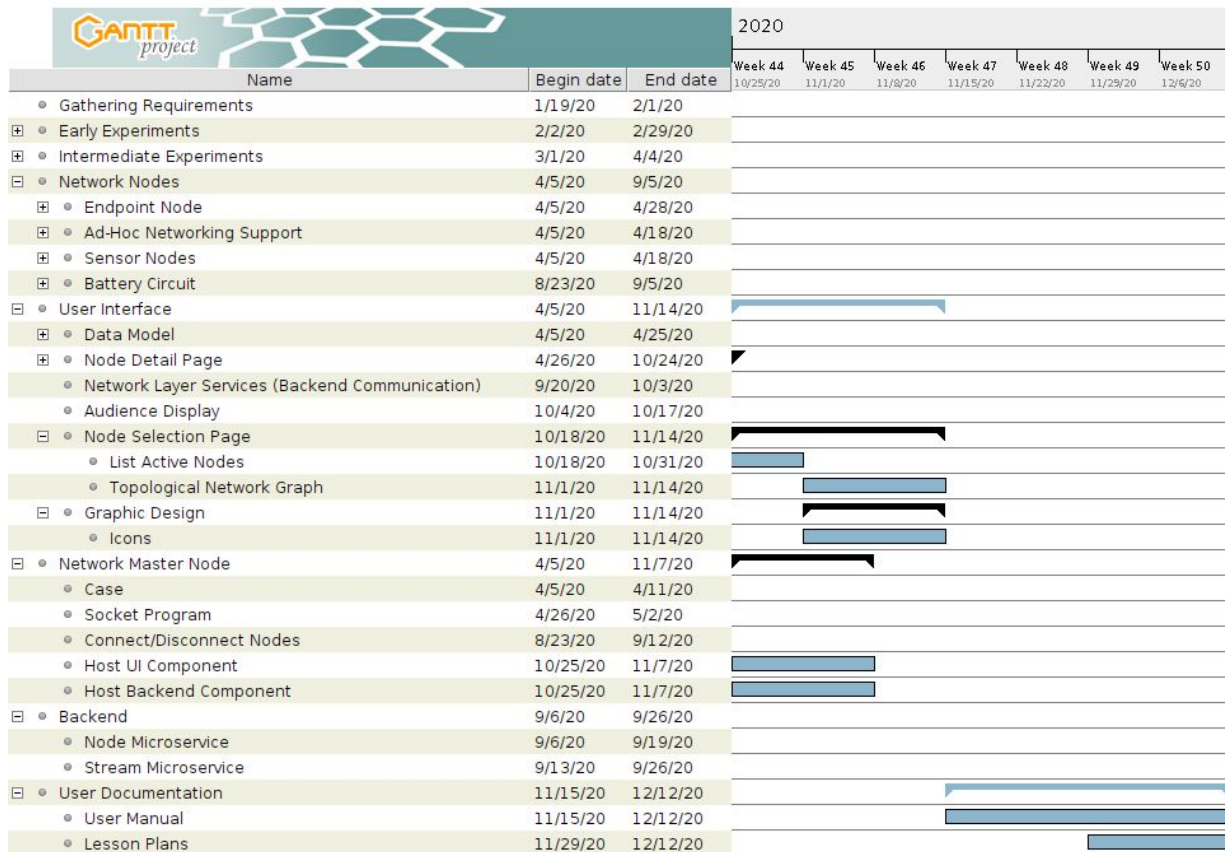 GANTT
project
2020
Week 44 Week 45 Week 46 Week 47 Week 48 Week 49 Week 50
10/25/20 11/1/20 11/8/20 11/15/20 11/22/20 11/29/20 12/6/20
Name Begin date End date
Gathering Requirements 1/19/20 2/1/20
Early Experiments 2/2/20 2/29/20
Intermediate Experiments 3/1/20 4/4/20
Network Nodes 4/5/20 9/5/20
Endpoint Node 4/5/20 4/28/20
Ad-Hoc Networking Support 4/5/20 4/18/20
Sensor Nodes 4/5/20 4/18/20
Battery Circuit 8/23/20 9/5/20
User Interface 4/5/20 11/14/20
Data Model 4/5/20 4/25/20
Node Detail Page 4/26/20 10/24/20
Network Layer Services (Backend Communication) 9/20/20 10/3/20
Audience Display 10/4/20 10/17/20
Node Selection Page 10/18/20 11/14/20
List Active Nodes 10/18/20 10/31/20
Topological Network Graph 11/1/20 11/14/20
Graphic Design 11/1/20 11/14/20
Icons 11/1/20 11/14/20
Network Master Node 4/5/20 11/7/20
Case 4/5/20 4/11/20
Socket Program 4/26/20 5/2/20
Connect/Disconnect Nodes 8/23/20 9/12/20
Host UI Component 10/25/20 11/7/20
Host Backend Component 10/25/20 11/7/20
Backend 9/6/20 9/26/20
Node Microservice 9/6/20 9/19/20
Stream Microservice 9/13/20 9/26/20
User Documentation 11/15/20 12/12/20
User Manual 11/15/20 12/12/20
Lesson Plans 11/29/20 12/12/20